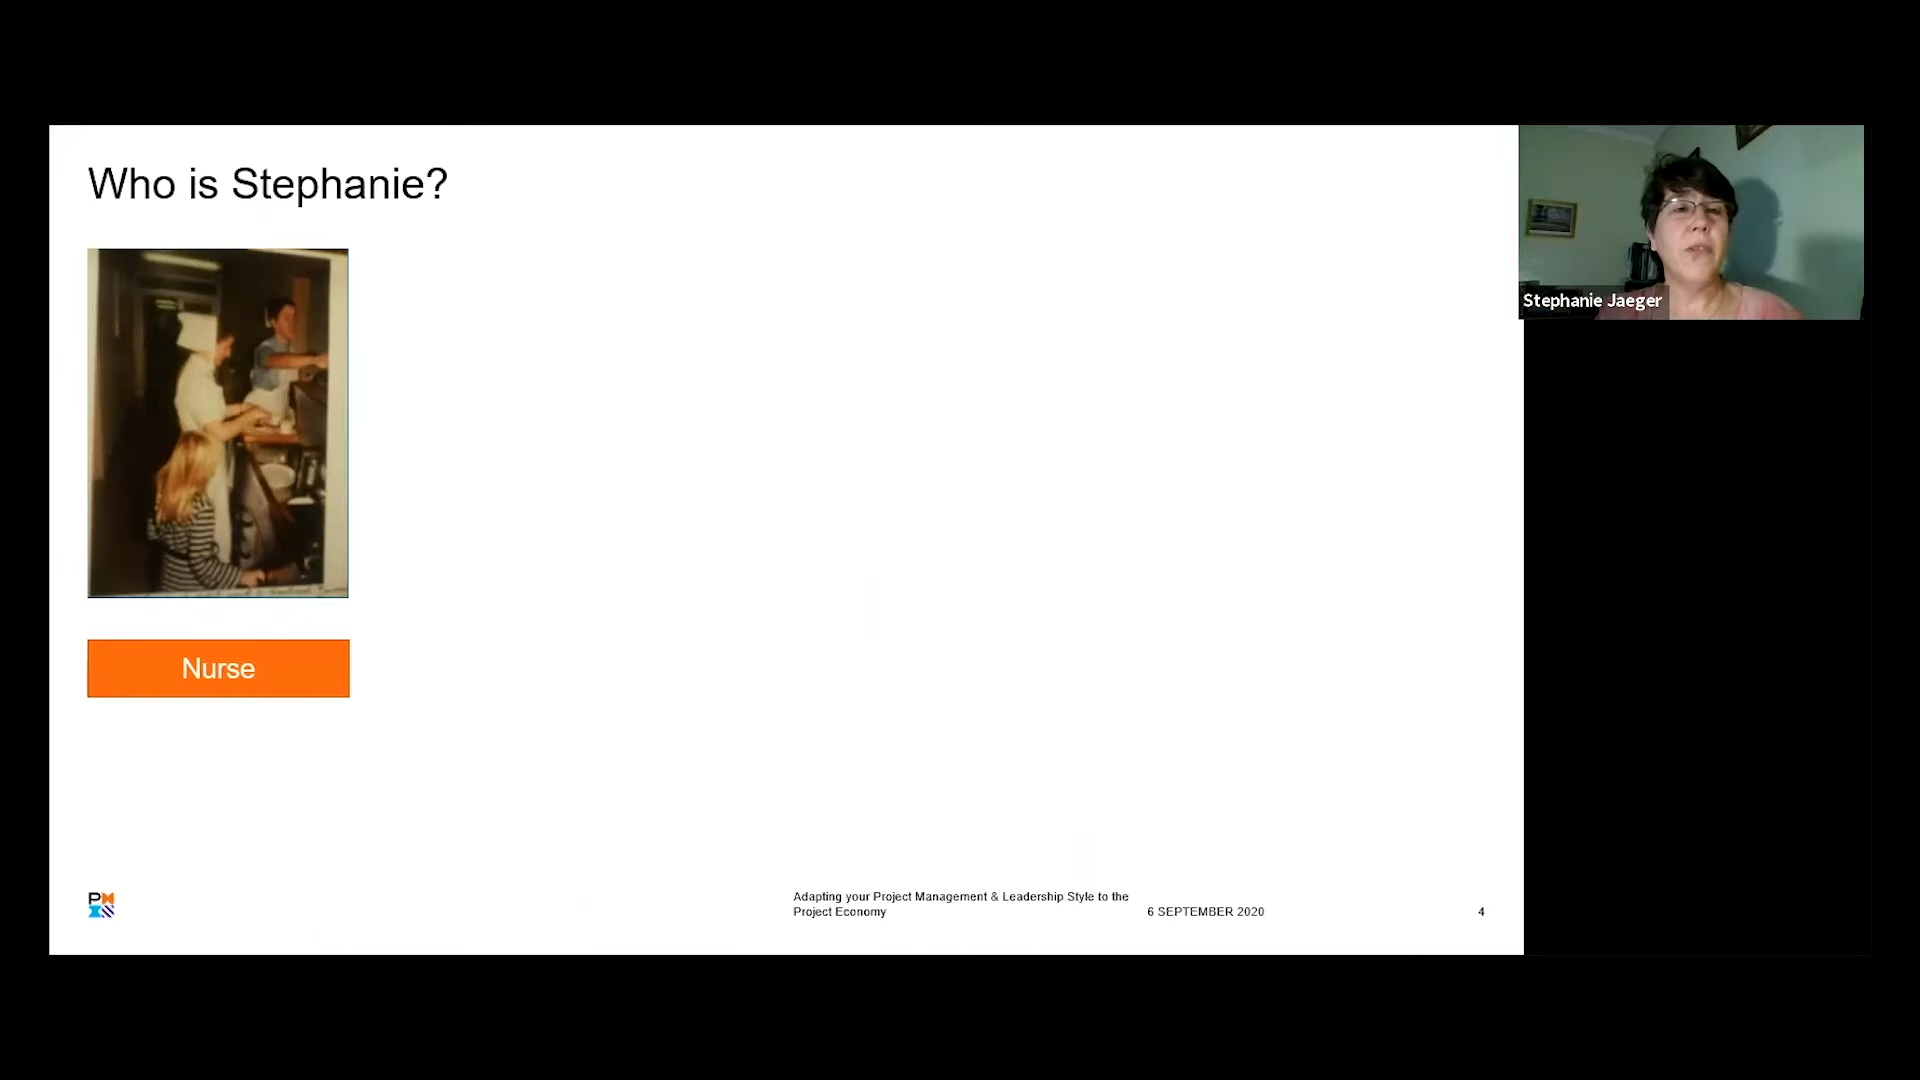 Who is Stephanie?
Stephanie Jaeger
Nurse
Adapting your Project Management & Leadership Style to the
Project Economy
6 SEPTEMBER 2020
4